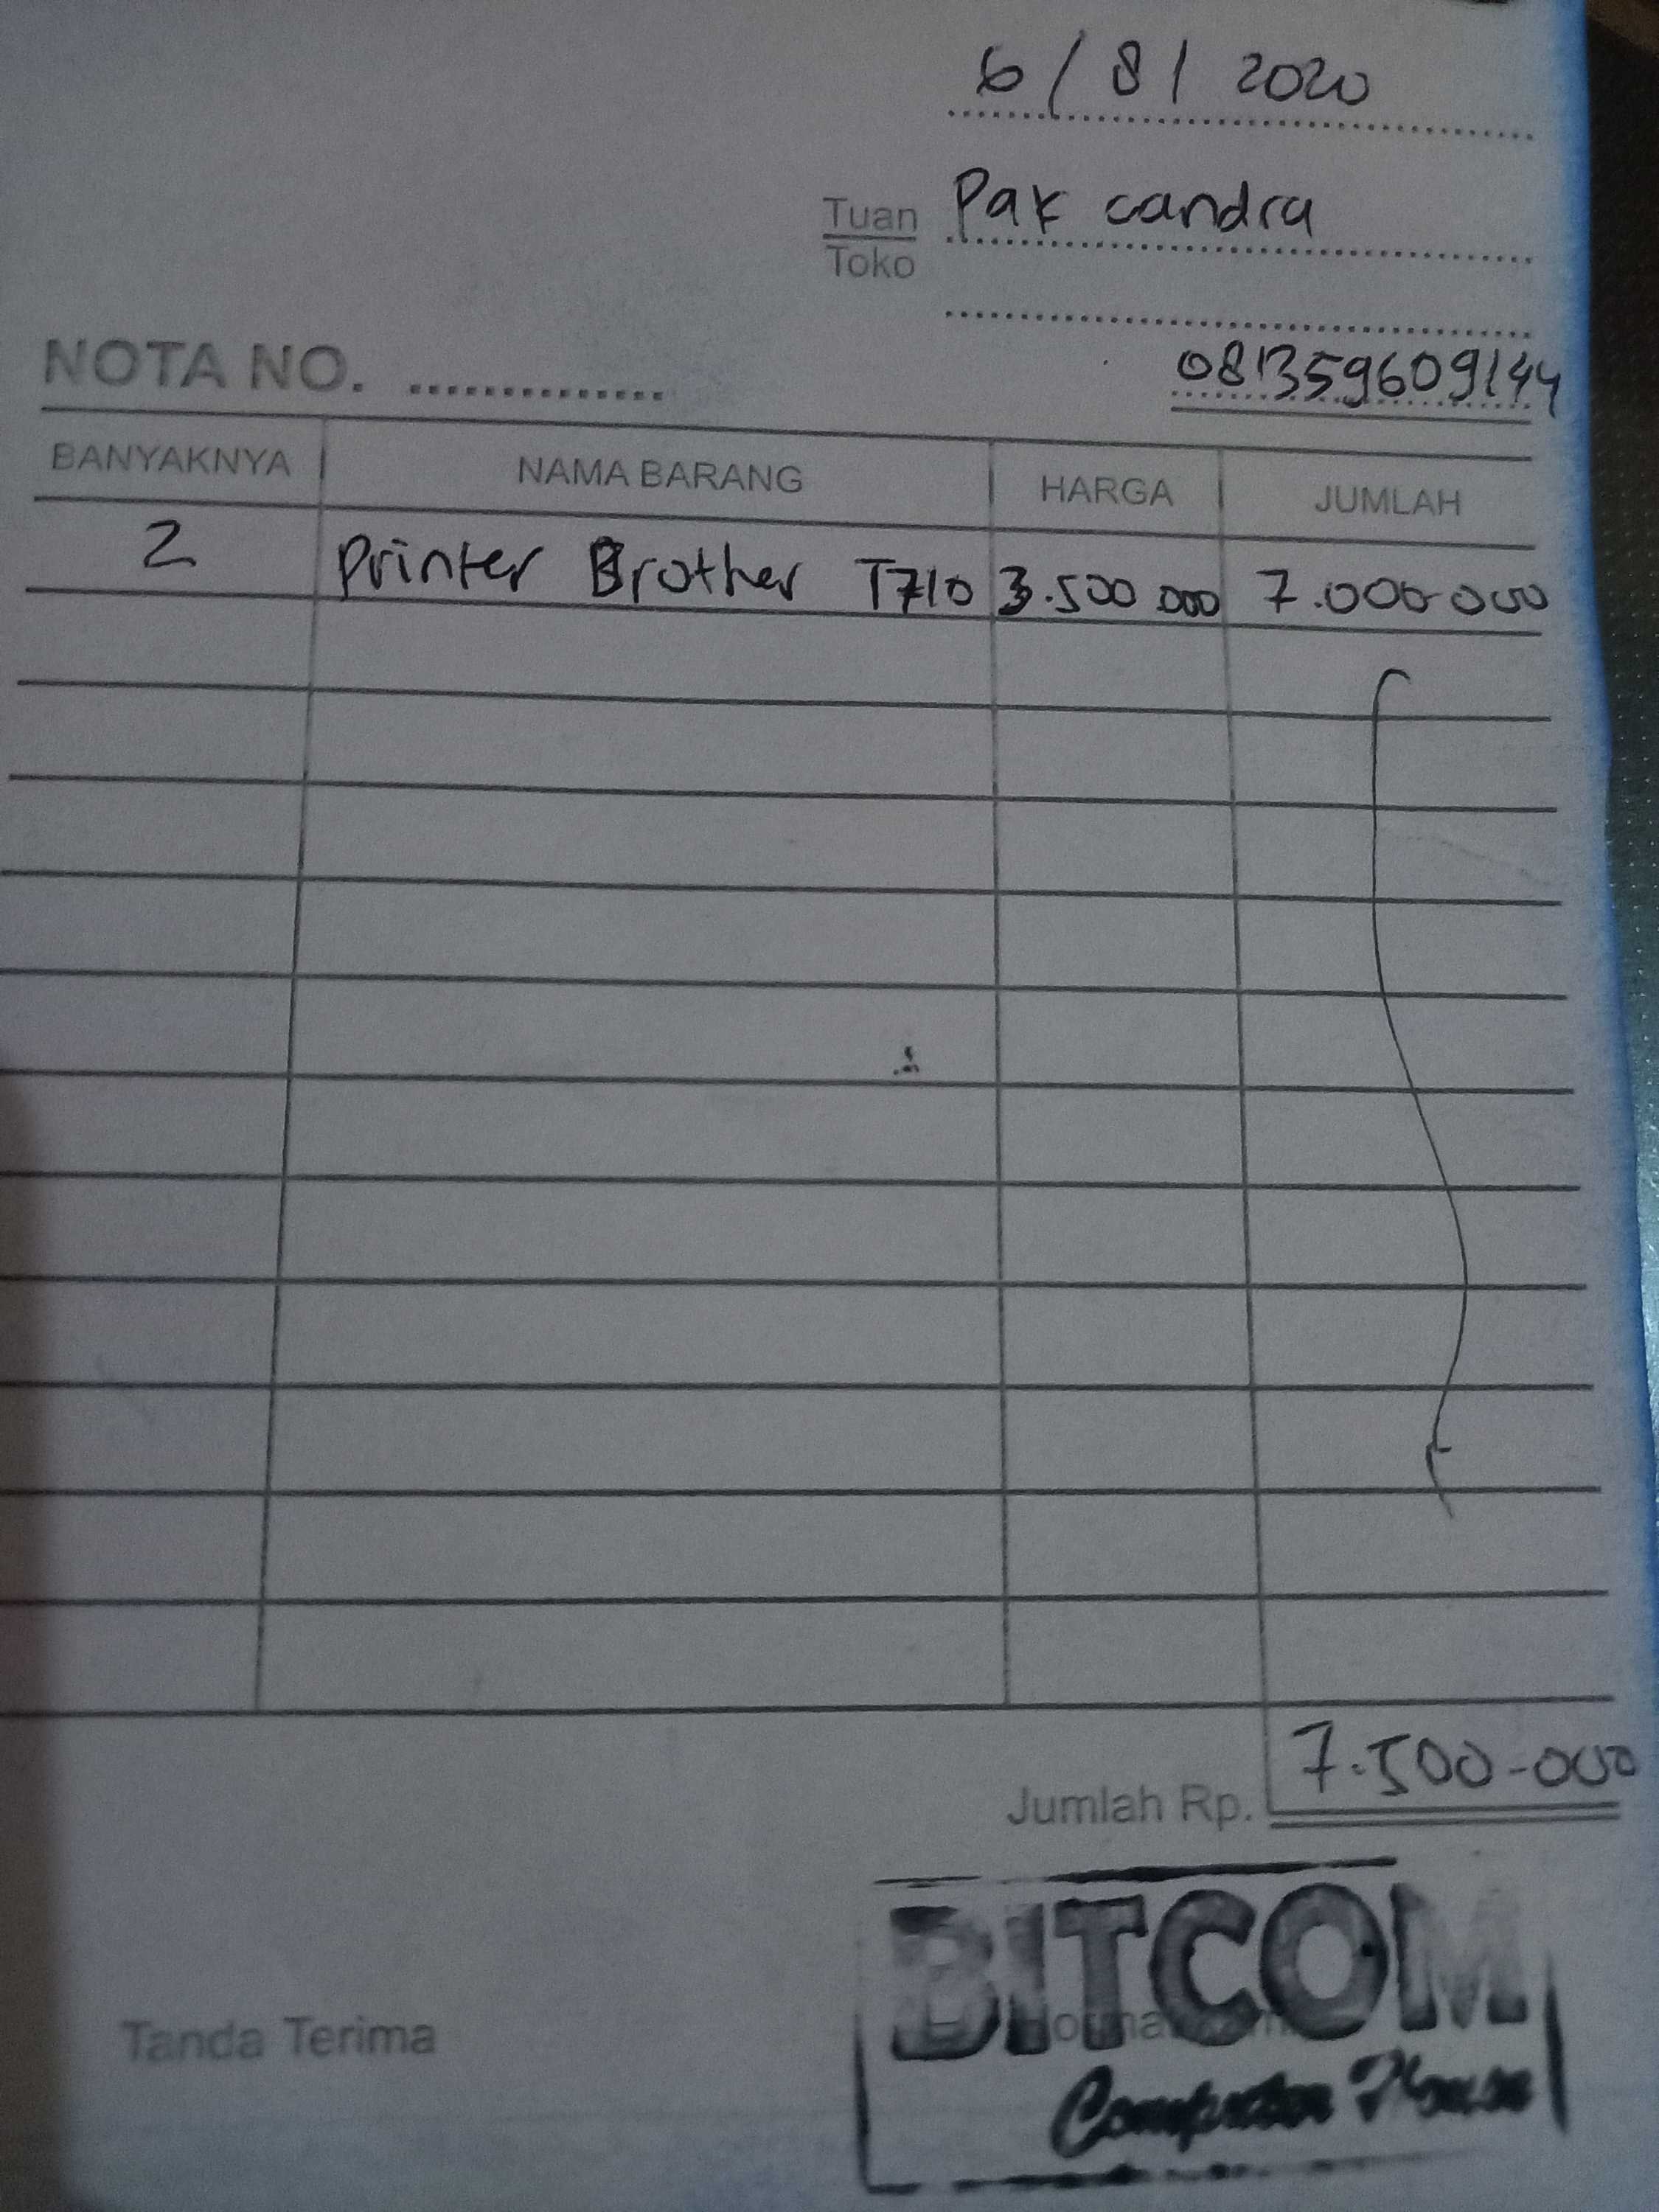 6/8/2020
Tuan Pak candra
Toko
NOTA NO. ..............
081359609144
BANYAKNYA NAMA BARANG HARGA JUMLAH
2 Printer Brother T710 3.500.000 7.000.000
Jumlah Rp. 7.500.000
BITCOM
Tanda Terima
Computer House